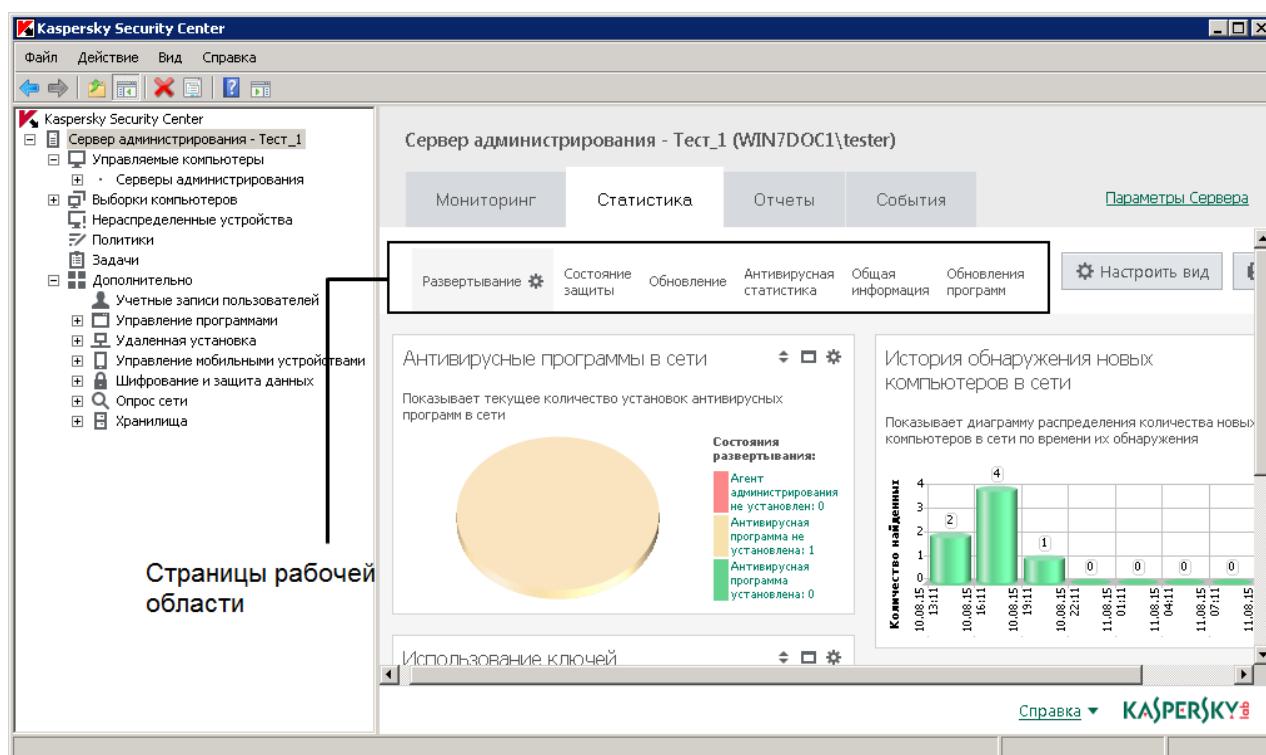 Kaspersky Security Center
Файл Действие Вид Справка
Kaspersky Security Center
Сервер администрирования - Тест_1
Управляемые компьютеры
Серверы администрирования
Выборки компьютеров
Нераспределенные устройства
Политики
Задачи
Дополнительно
Учетные записи пользователей
Управление программами
Удаленная установка
Управление мобильными устройствами
Шифрование и защита данных
Опрос сети
Хранилища
Страницы рабочей
области
Сервер администрирования - Тест_1 (WIN7DOC1\tester)
Мониторинг Статистика Отчеты События
Параметры Сервера
Развертывание
Состояние
защиты
Обновление
Антивирусная
статистика
Общая
информация
Обновления
программ
Настроить вид
Антивирусные программы в сети
Показывает текущее количество установок антивирусных
программ в сети
Состояния
развертывания:
Агент
администрирования
не установлен: 0
Антивирусная
программа не
установлена: 1
Антивирусная
программа
установлена: 0
История обнаружения новых
компьютеров в сети
Показывает диаграмму распределения количества новых
компьютеров в сети по времени их обнаружения
Количество найденных
4
3
2
1
0
2
4
1
0
0
0
0
10.08.15
13:11
10.08.15
16:11
10.08.15
19:11
10.08.15
22:11
11.08.15
01:11
11.08.15
04:11
11.08.15
07:11
11.08.15
Использование ключей
Справка
KASPERSKY lab